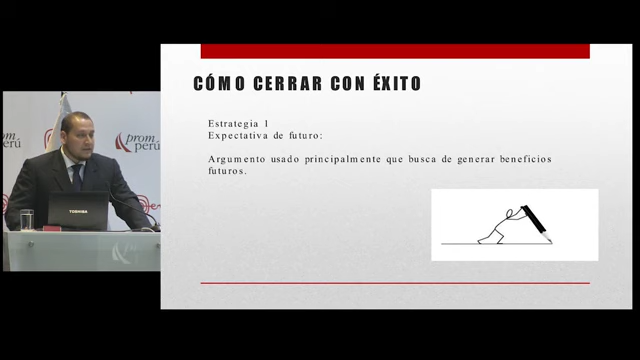 CÓMO CERRAR CON ÉXITO
Estrategia 1
Expectativa de futuro:
Argumento usado principalmente que busca de generar beneficios
futuros.
prom
perú
prom
perú
TOSHIBA